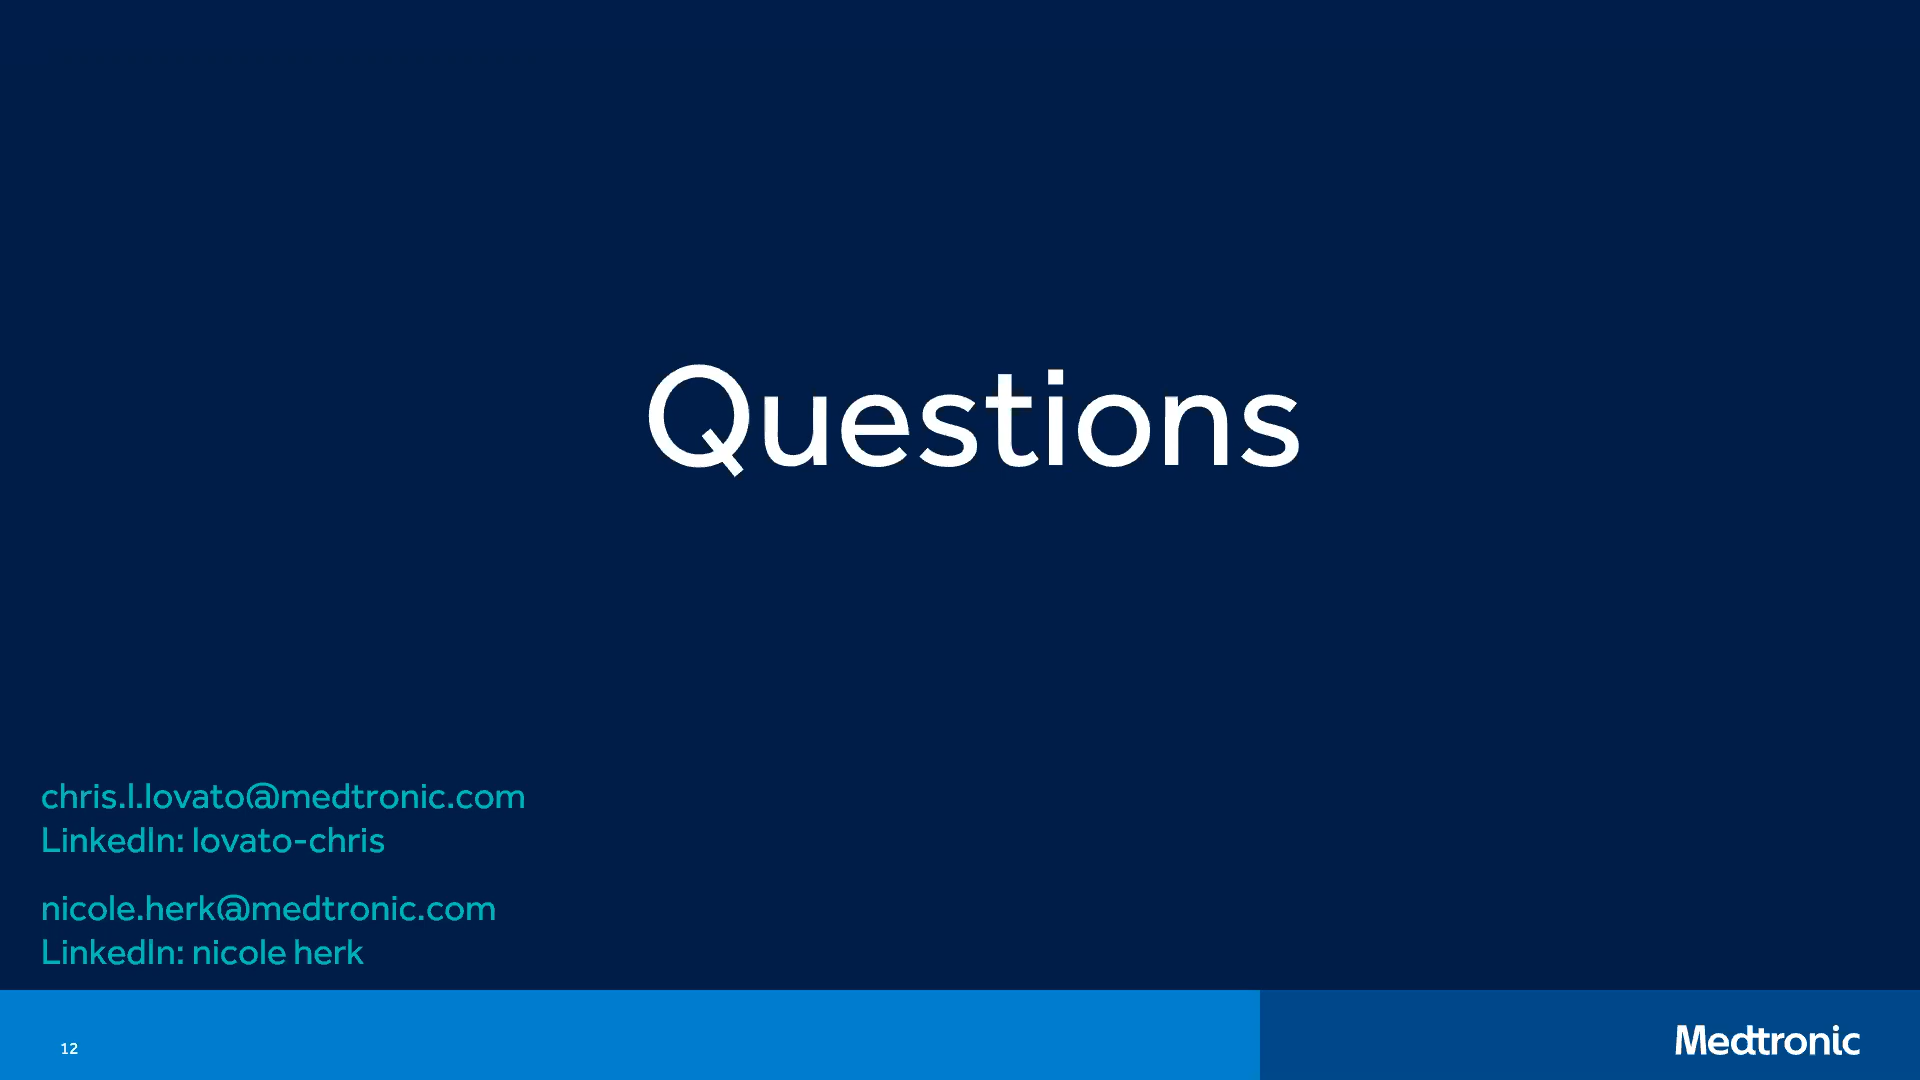 Questions
chris.l.lovato@medtronic.com
LinkedIn: lovato-chris
nicole.herk@medtronic.com
LinkedIn: nicole herk
12
Medtronic